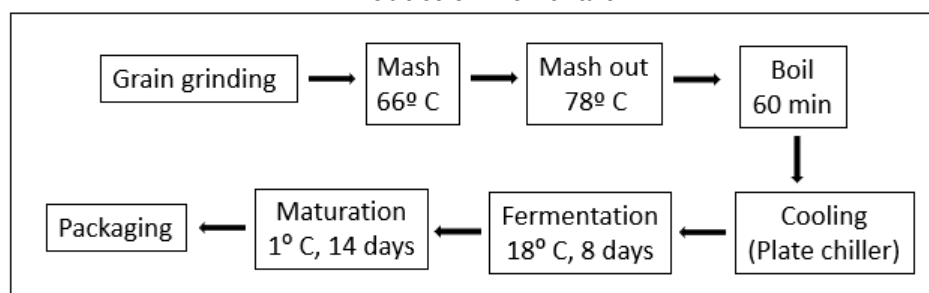 Grain grinding
Mash
66º C
Mash out
78º C
Boil
60 min
Cooling
(Plate chiller)
Fermentation
18º C, 8 days
Maturation
1º C, 14 days
Packaging